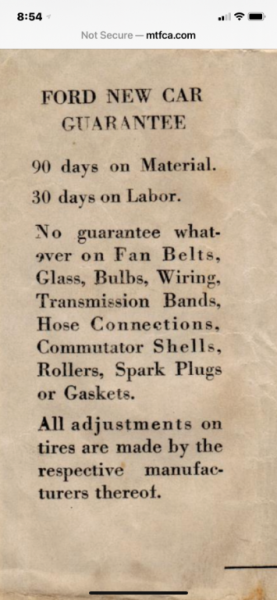 8:54
Not Secure — mtfca.com
FORD NEW CAR
GUARANTEE
90 days on Material.
30 days on Labor.
No guarantee what-
ever on Fan Belts,
Glass, Bulbs, Wiring,
Transmission Bands,
Hose Connections,
Commutator Shells,
Rollers, Spark Plugs
or Gaskets.
All adjustments on
tires are made by the
respective manufac-
turers thereof.